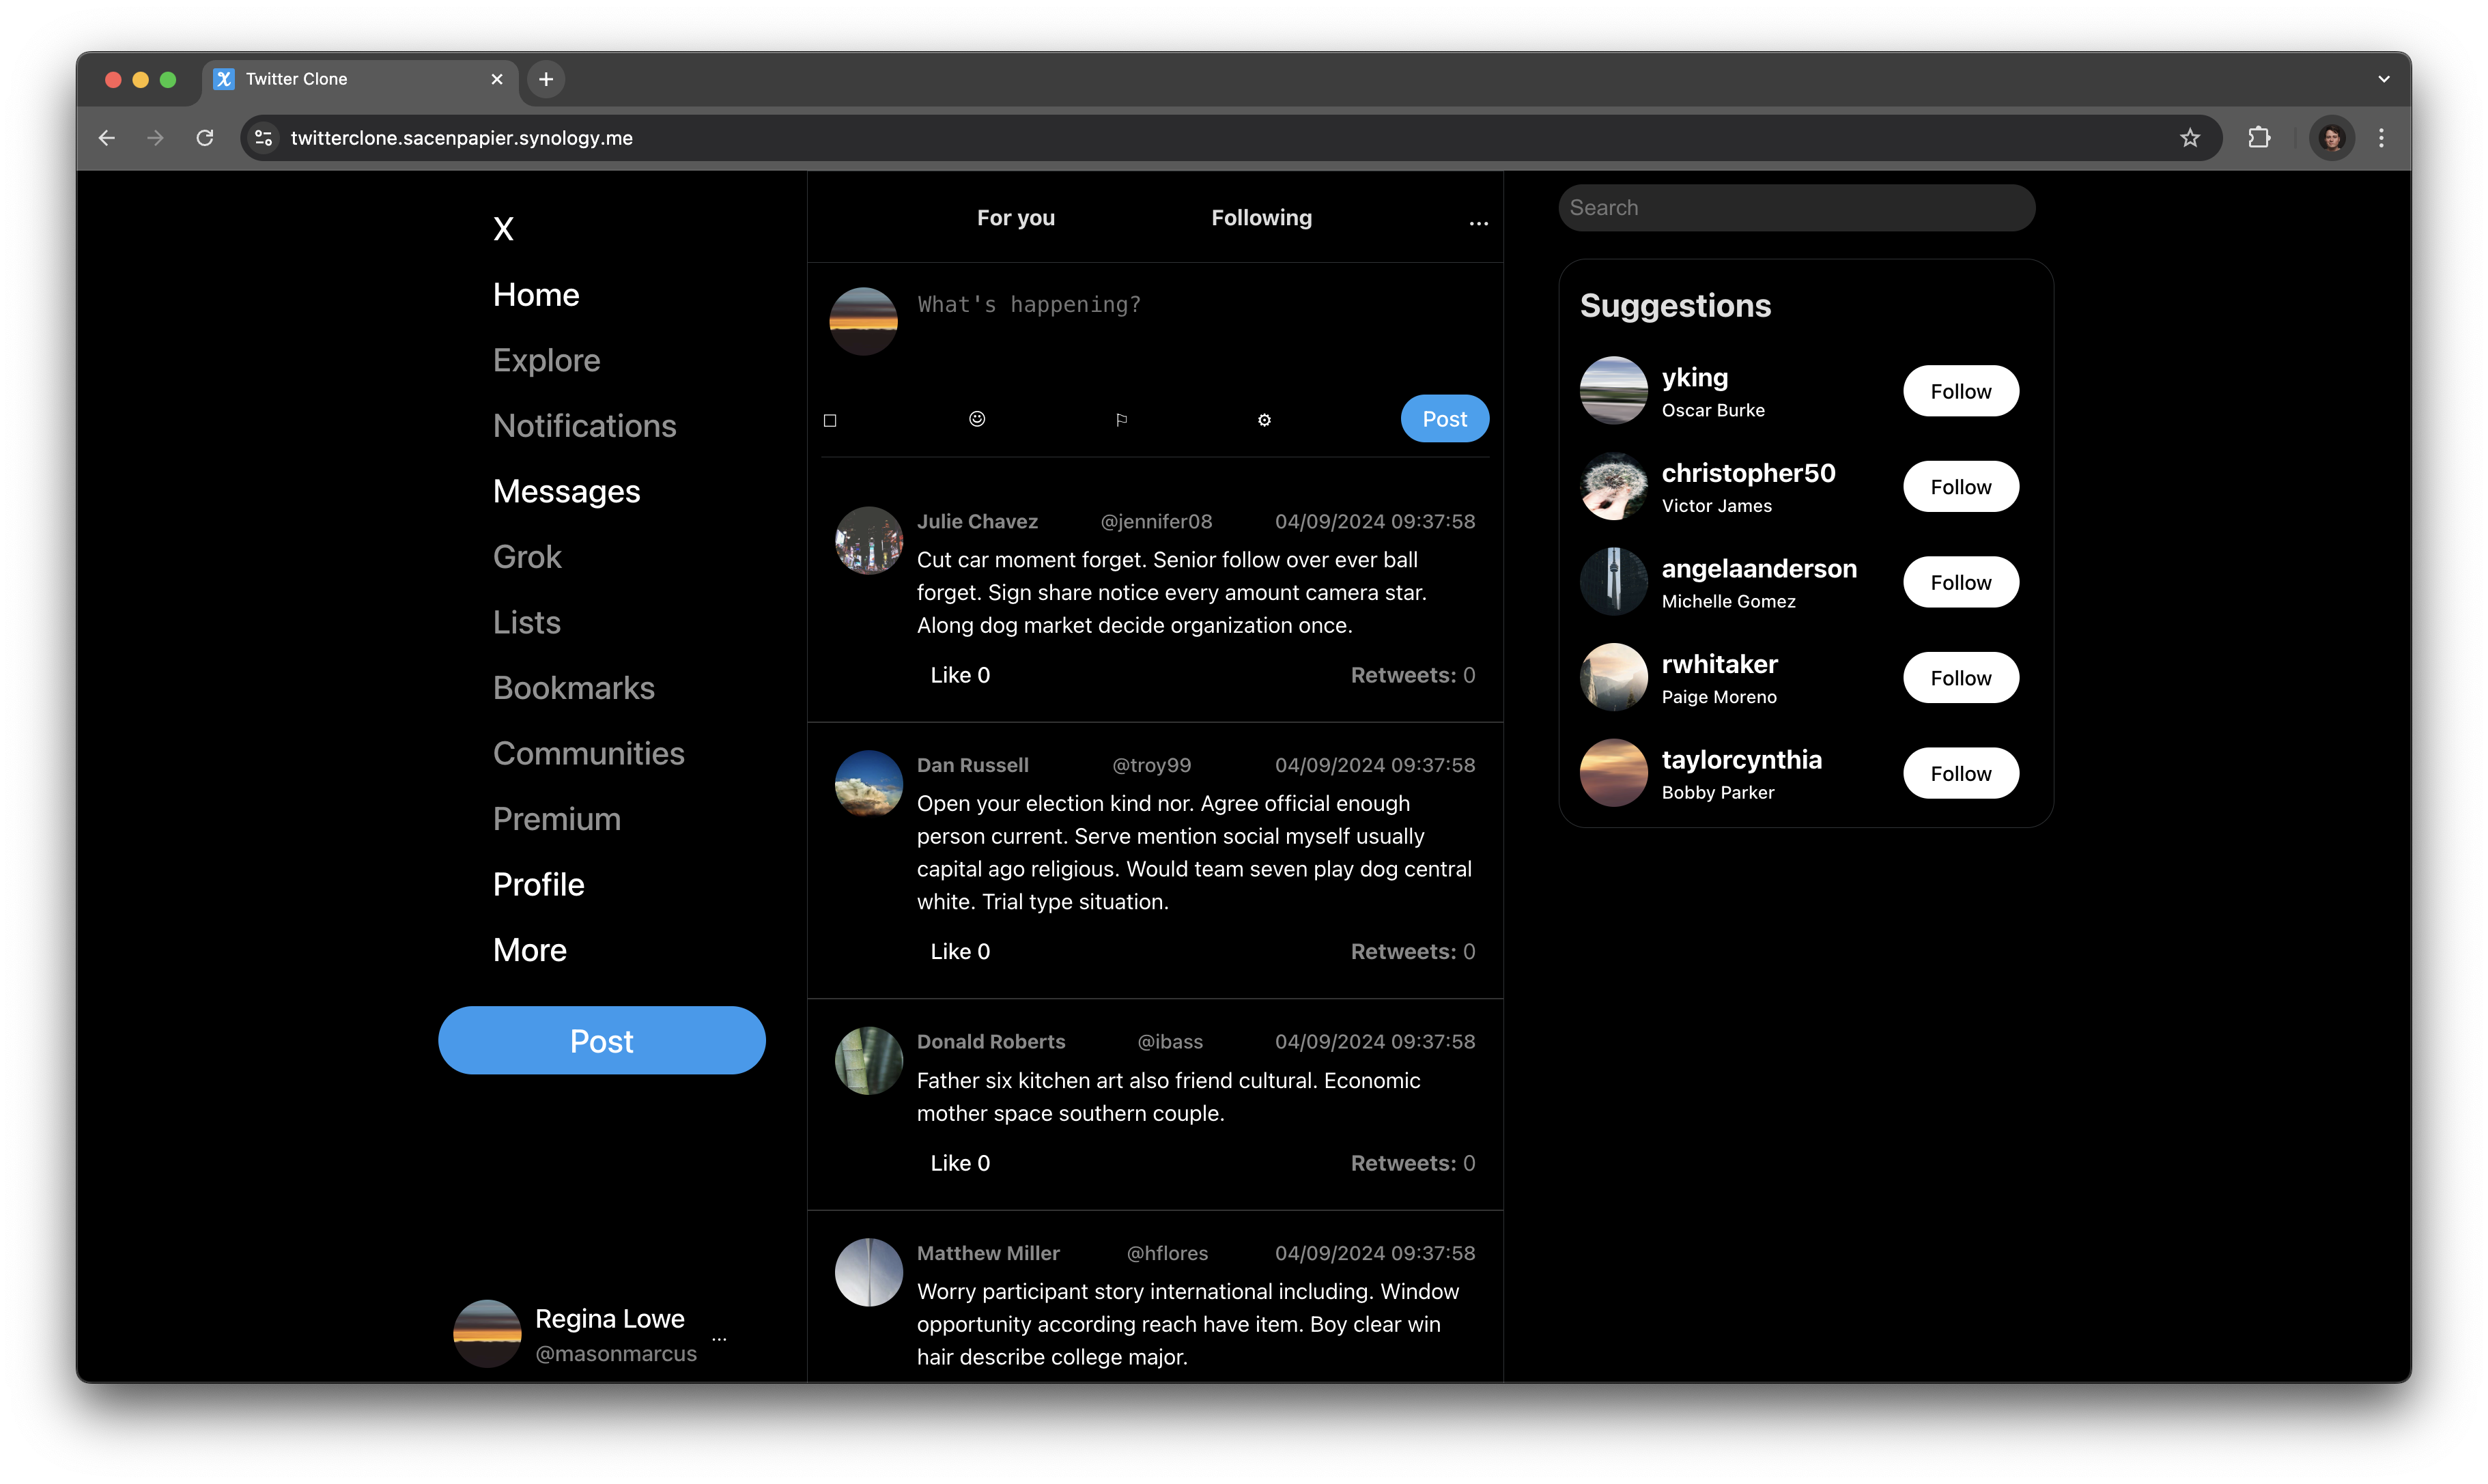 Twitter Clone
twitterclone.sacenpapier.synology.me
X
Home
Explore
Notifications
Messages
Grok
Lists
Bookmarks
Communities
Premium
Profile
More
Post
Regina Lowe
...
@masonmarcus
For you Following ...
What's happening?
Post
Julie Chavez @jennifer08 04/09/2024 09:37:58
Cut car moment forget. Senior follow over ever ball
forget. Sign share notice every amount camera star.
Along dog market decide organization once.
Like 0 Retweets: 0
Dan Russell @troy99 04/09/2024 09:37:58
Open your election kind nor. Agree official enough
person current. Serve mention social myself usually
capital ago religious. Would team seven play dog central
white. Trial type situation.
Like 0 Retweets: 0
Donald Roberts @ibass 04/09/2024 09:37:58
Father six kitchen art also friend cultural. Economic
mother space southern couple.
Like 0 Retweets: 0
Matthew Miller @hflores 04/09/2024 09:37:58
Worry participant story international including. Window
opportunity according reach have item. Boy clear win
hair describe college major.
Search
Suggestions
yking
Oscar Burke
Follow
christopher50
Victor James
Follow
angelaanderson
Michelle Gomez
Follow
rwhitaker
Paige Moreno
Follow
taylorcynthia
Bobby Parker
Follow